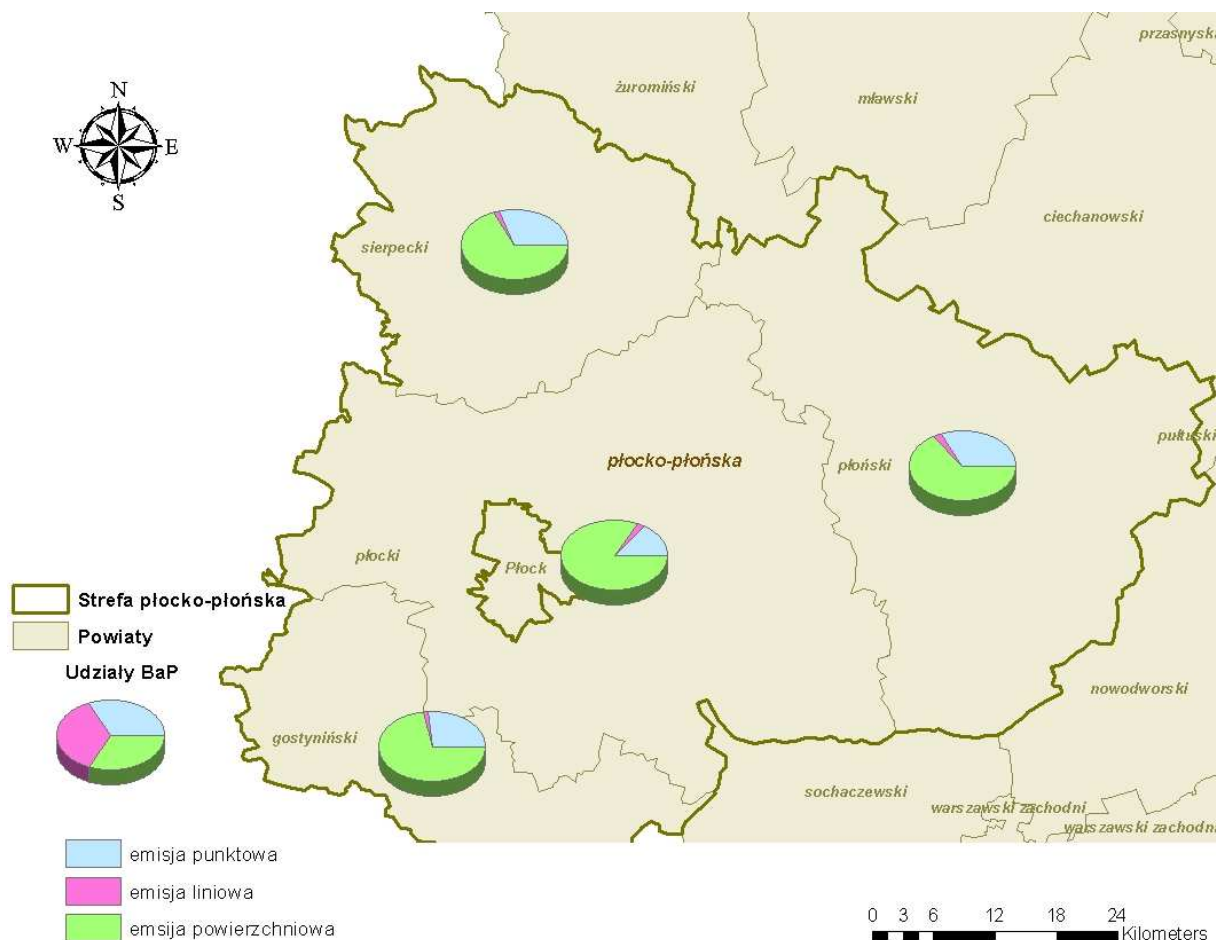 przasnyski
żuromiński
mławski
N
W E
S
ciechanowski
sierpecki
pułtuski
płocko-płońska
płoński
płocki
Płock
Strefa płocko-płońska
Powiaty
Udziały BaP
nowodworski
gostyniński
sochaczewski
warszawski zachodni
warszawski zachodni
emisja punktowa
emisja liniowa
emsija powierzchniowa
0 3 6 12 18 24
Kilometers